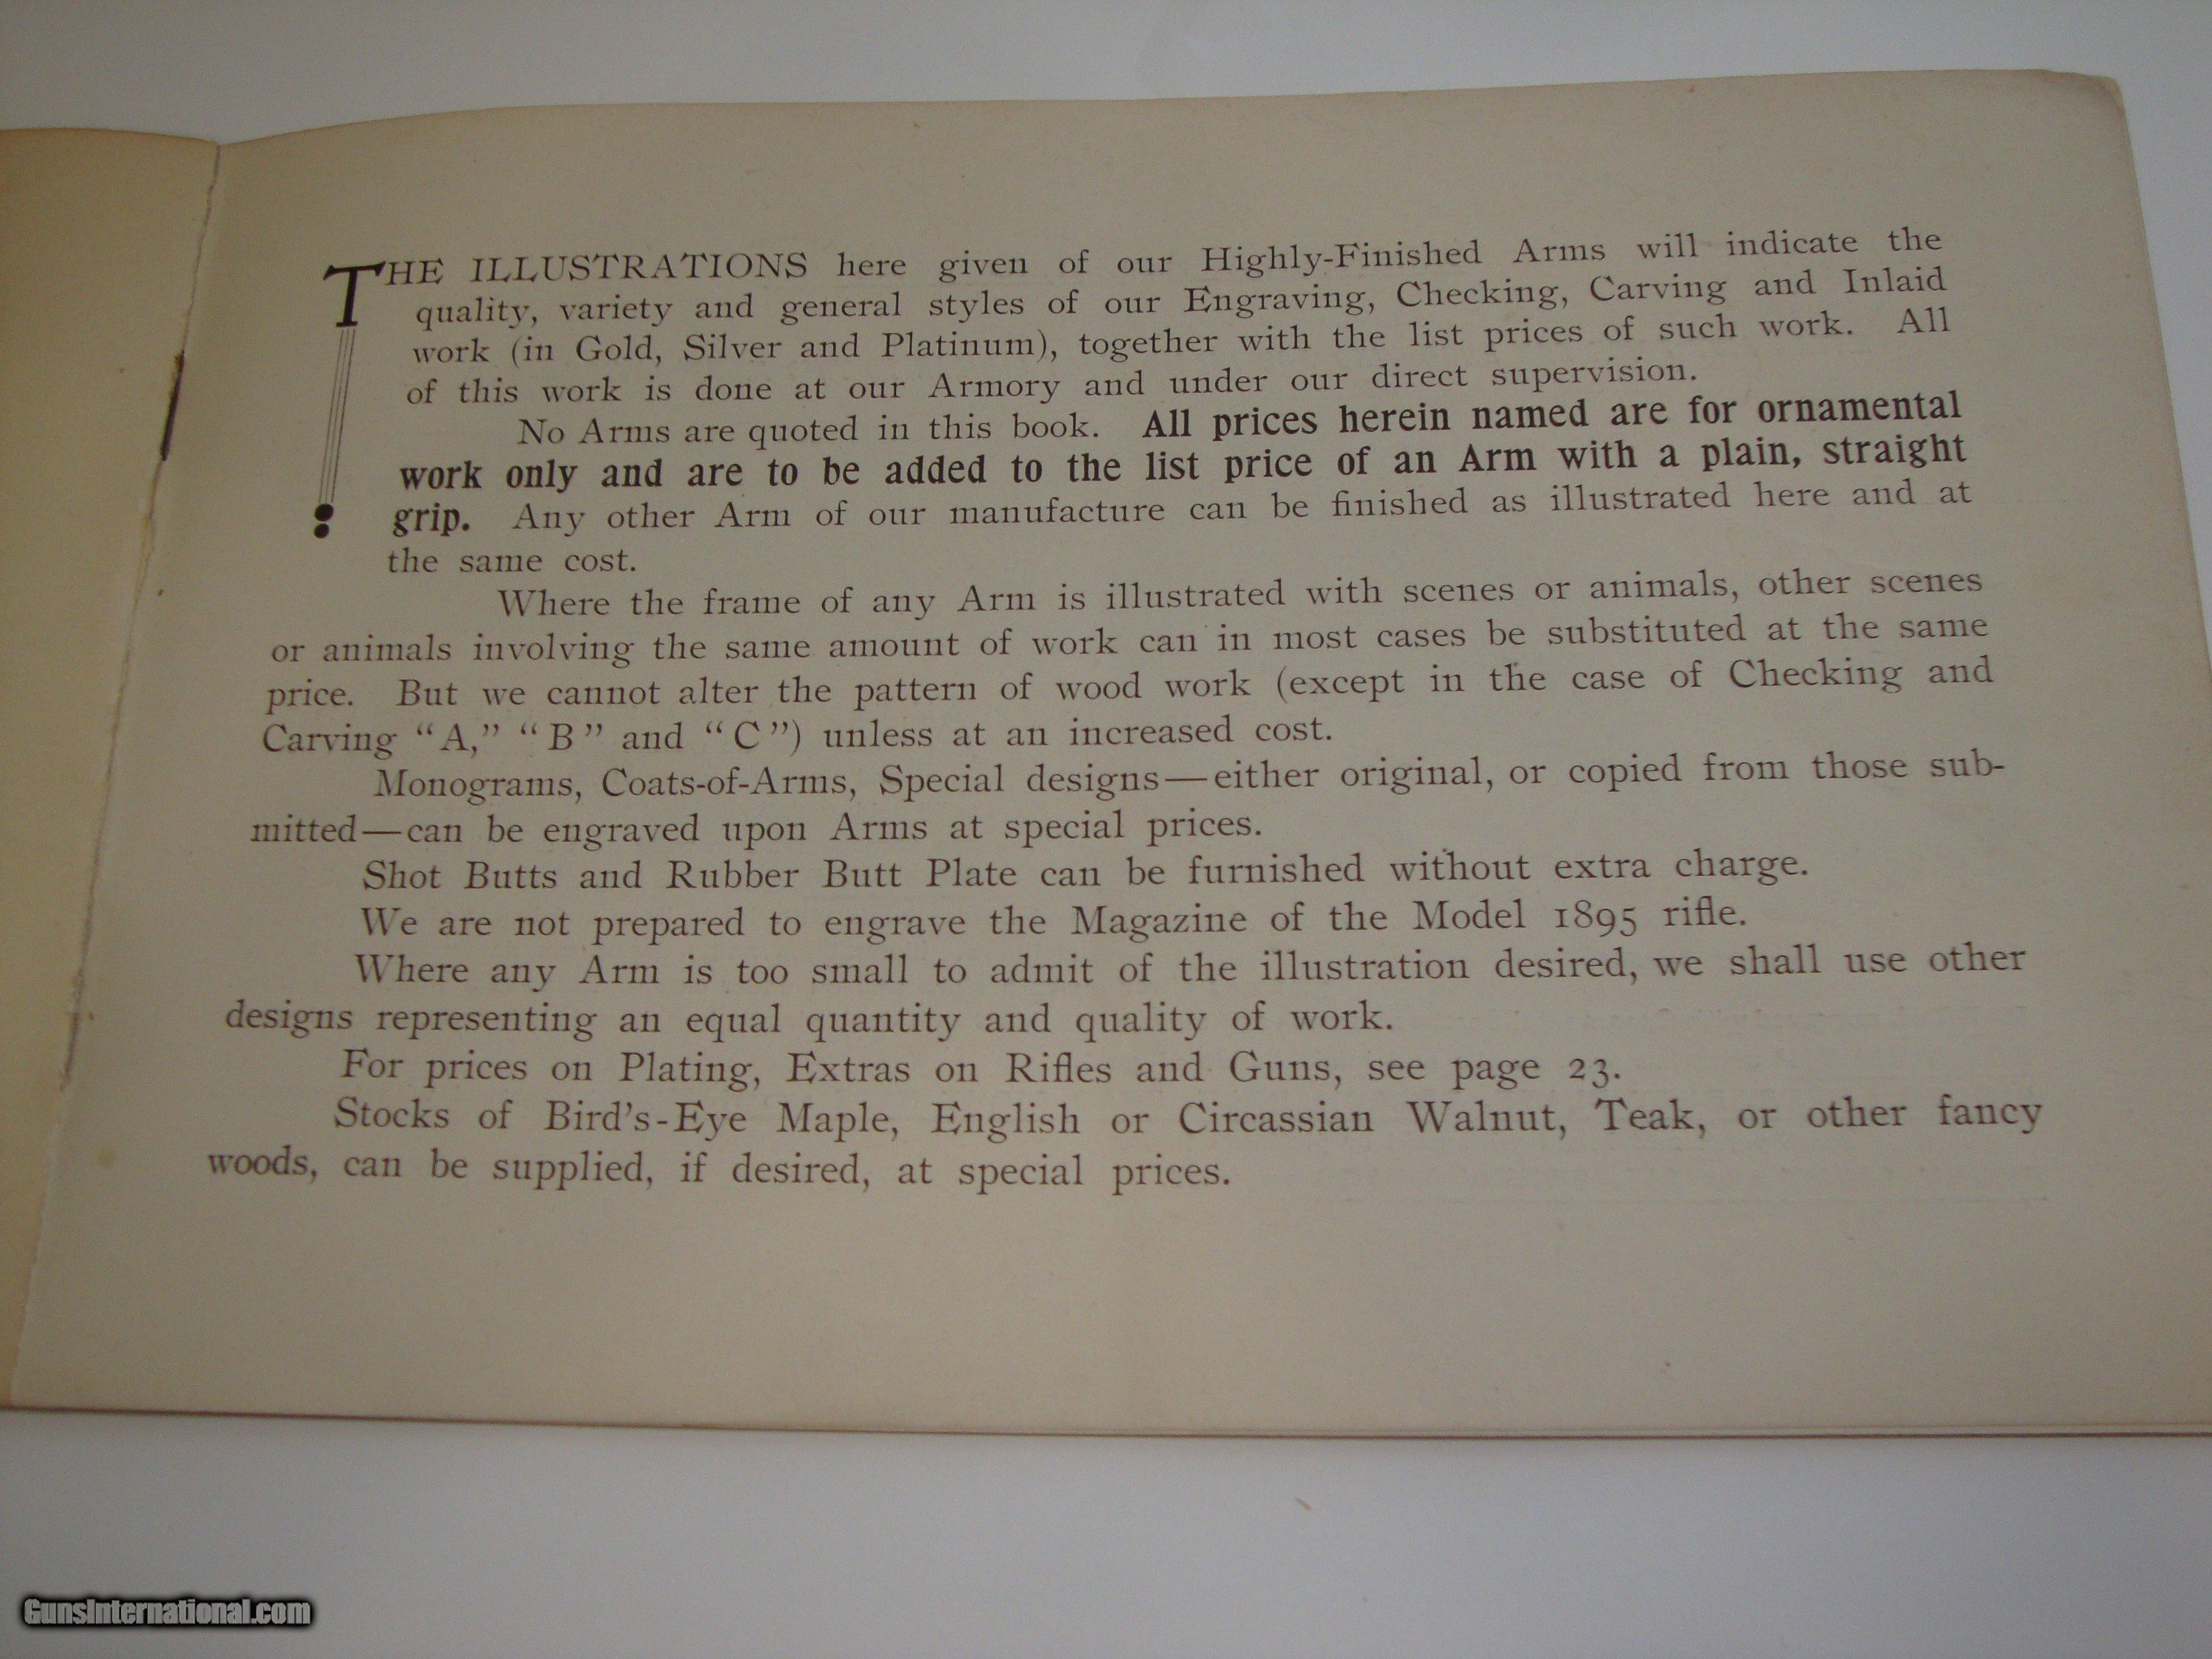 THE ILLUSTRATIONS here given of our Highly-Finished Arms will indicate the
quality, variety and general styles of our Engraving, Checking, Carving and Inlaid
work (in Gold, Silver and Platinum), together with the list prices of such work. All
of this work is done at our Armory and under our direct supervision.
No Arms are quoted in this book. All prices herein named are for ornamental
work only and are to be added to the list price of an Arm with a plain, straight
grip. Any other Arm of our manufacture can be finished as illustrated here and at
the same cost.
Where the frame of any Arm is illustrated with scenes or animals, other scenes
or animals involving the same amount of work can in most cases be substituted at the same
price. But we cannot alter the pattern of wood work (except in the case of Checking and
Carving "A," "B" and "C") unless at an increased cost.
Monograms, Coats-of-Arms, Special designs—either original, or copied from those sub-
mitted—can be engraved upon Arms at special prices.
Shot Butts and Rubber Butt Plate can be furnished without extra charge.
We are not prepared to engrave the Magazine of the Model 1895 rifle.
Where any Arm is too small to admit of the illustration desired, we shall use other
designs representing an equal quantity and quality of work.
For prices on Plating, Extras on Rifles and Guns, see page 23.
Stocks of Bird's-Eye Maple, English or Circassian Walnut, Teak, or other fancy
woods, can be supplied, if desired, at special prices.
GunsInternational.com